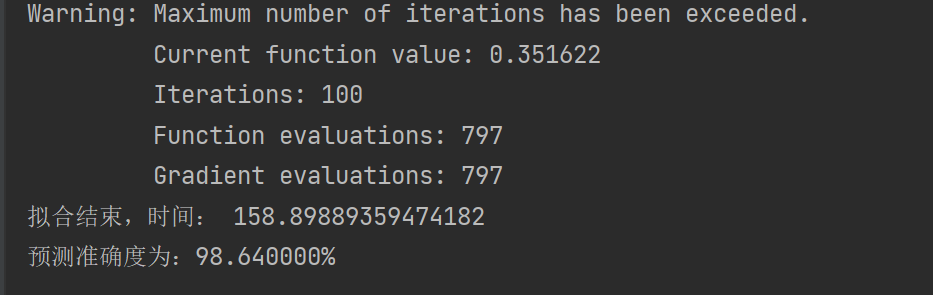 Warning: Maximum number of iterations has been exceeded.
Current function value: 0.351622
Iterations: 100
Function evaluations: 797
Gradient evaluations: 797
拟合结束，时间： 158.89889359474182
预测准确度为：98.640000%